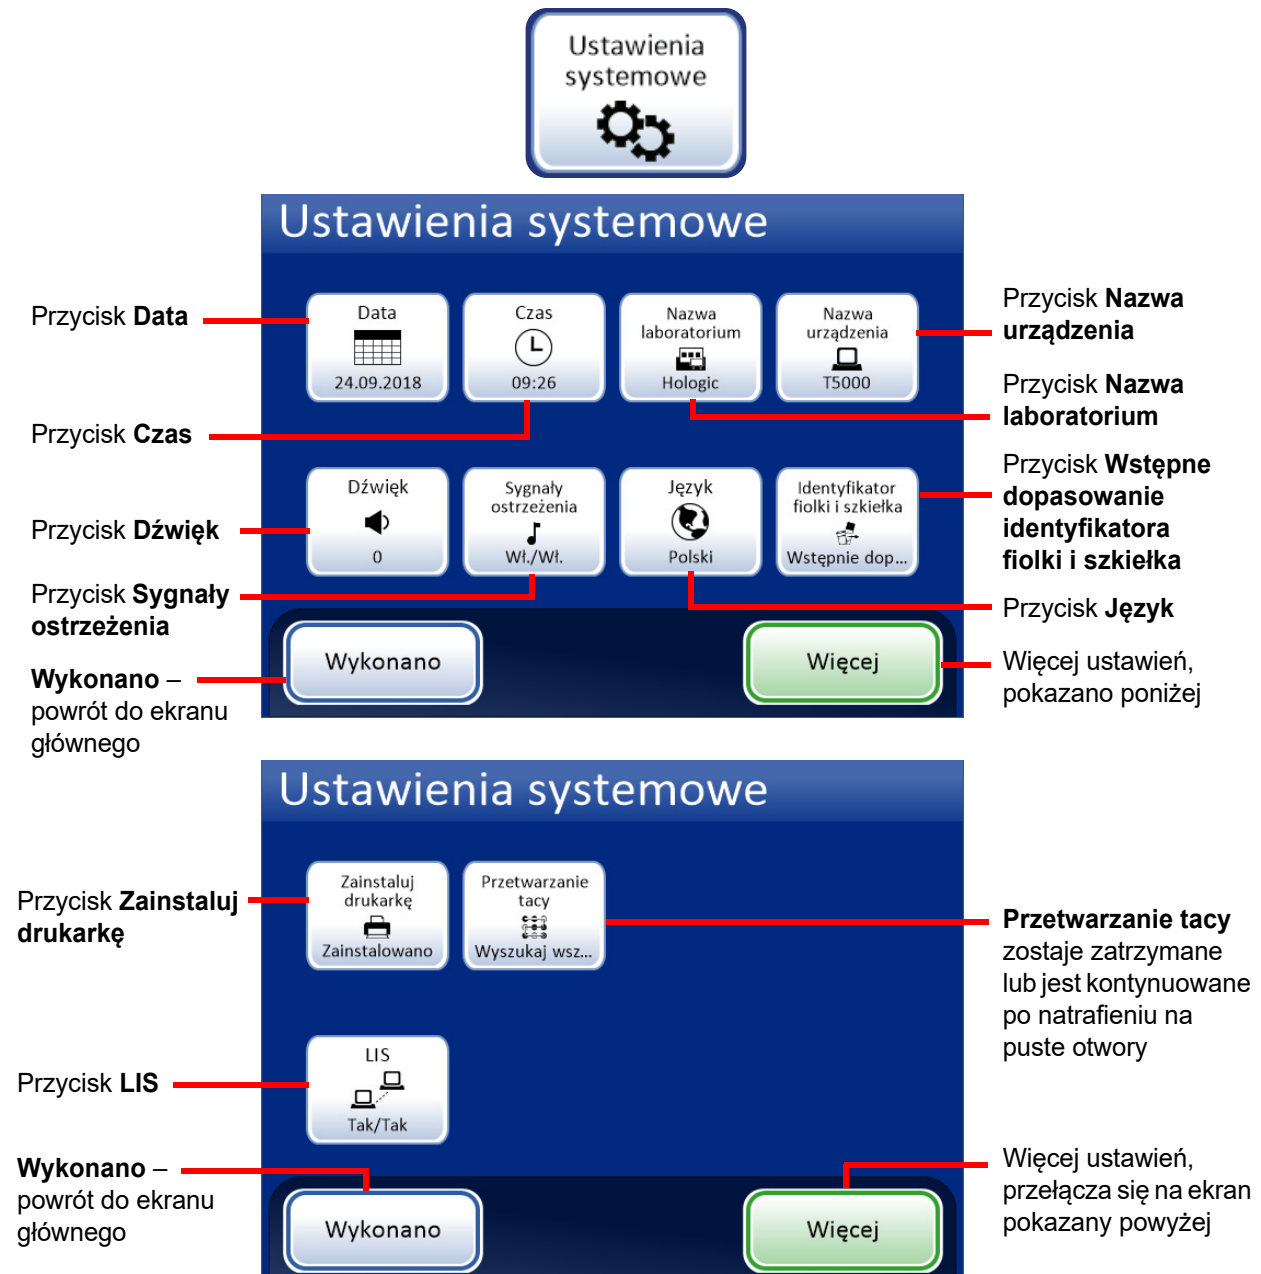 Ustawienia
systemowe
Ustawienia systemowe
Przycisk Data
Data
24.09.2018
Czas
09:26
Nazwa
laboratorium
Hologic
Nazwa
urządzenia
T5000
Przycisk Nazwa
urządzenia
Przycisk Nazwa
laboratorium
Przycisk Czas
Przycisk Wstępne
dopasowanie
identyfikatora
fiolki i szkiełka
Przycisk Dźwięk
Dźwięk
0
Sygnały
ostrzeżenia
Wł./Wł.
Język
Polski
Identyfikator
fiolki i szkiełka
Wstępnie dop...
Przycisk Sygnały
ostrzeżenia
Przycisk Język
Wykonano –
powrót do ekranu
głównego
Wykonano
Więcej
Więcej ustawień,
pokazano poniżej
Ustawienia systemowe
Przycisk Zainstaluj
drukarkę
Zainstaluj
drukarkę
Zainstalowano
Przetwarzanie
tacy
Wyszukaj wsz...
Przetwarzanie tacy
zostaje zatrzymane
lub jest kontynuowane
po natrafieniu na
puste otwory
Przycisk LIS
LIS
Tak/Tak
Wykonano –
powrót do ekranu
głównego
Wykonano
Więcej
Więcej ustawień,
przełącza się na ekran
pokazany powyżej